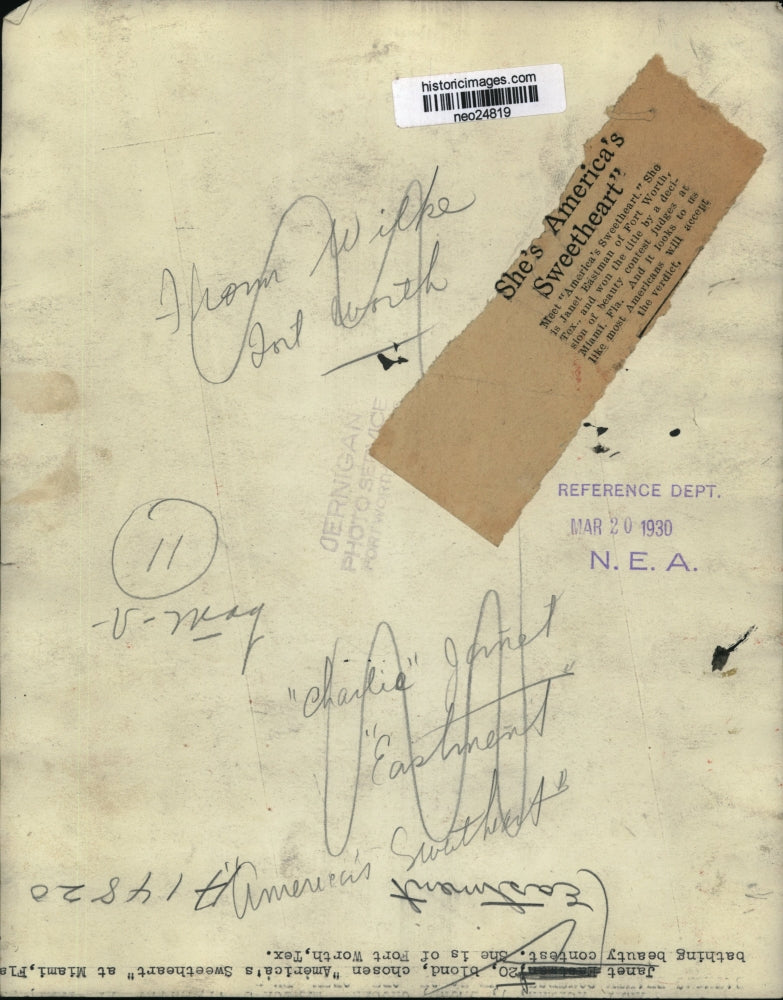 historicimages.com
neo24819
She's America's
Sweetheart"
Meet "America's Sweetheart." She
is Janet Eastman of Fort Worth,
Tex., and won the title by a deci-
sion of beauty contest judges at
Miami, Fla. And it looks to us
like most Americans will accept
the verdict.
From Wilke
Fort Worth
JERNIGAN
PHOTO SERVICE
FORT WORTH
REFERENCE DEPT.
MAR 20 1930
N. E. A.
11
"Charlie" Janet
"Eastment"
"America's Sweetheart"
(Eastment
A 14820
Janet 20, blond, chosen "America's Sweetheart" at Miami, Fla
bathing beauty contest. She is of Fort Worth, Tex.